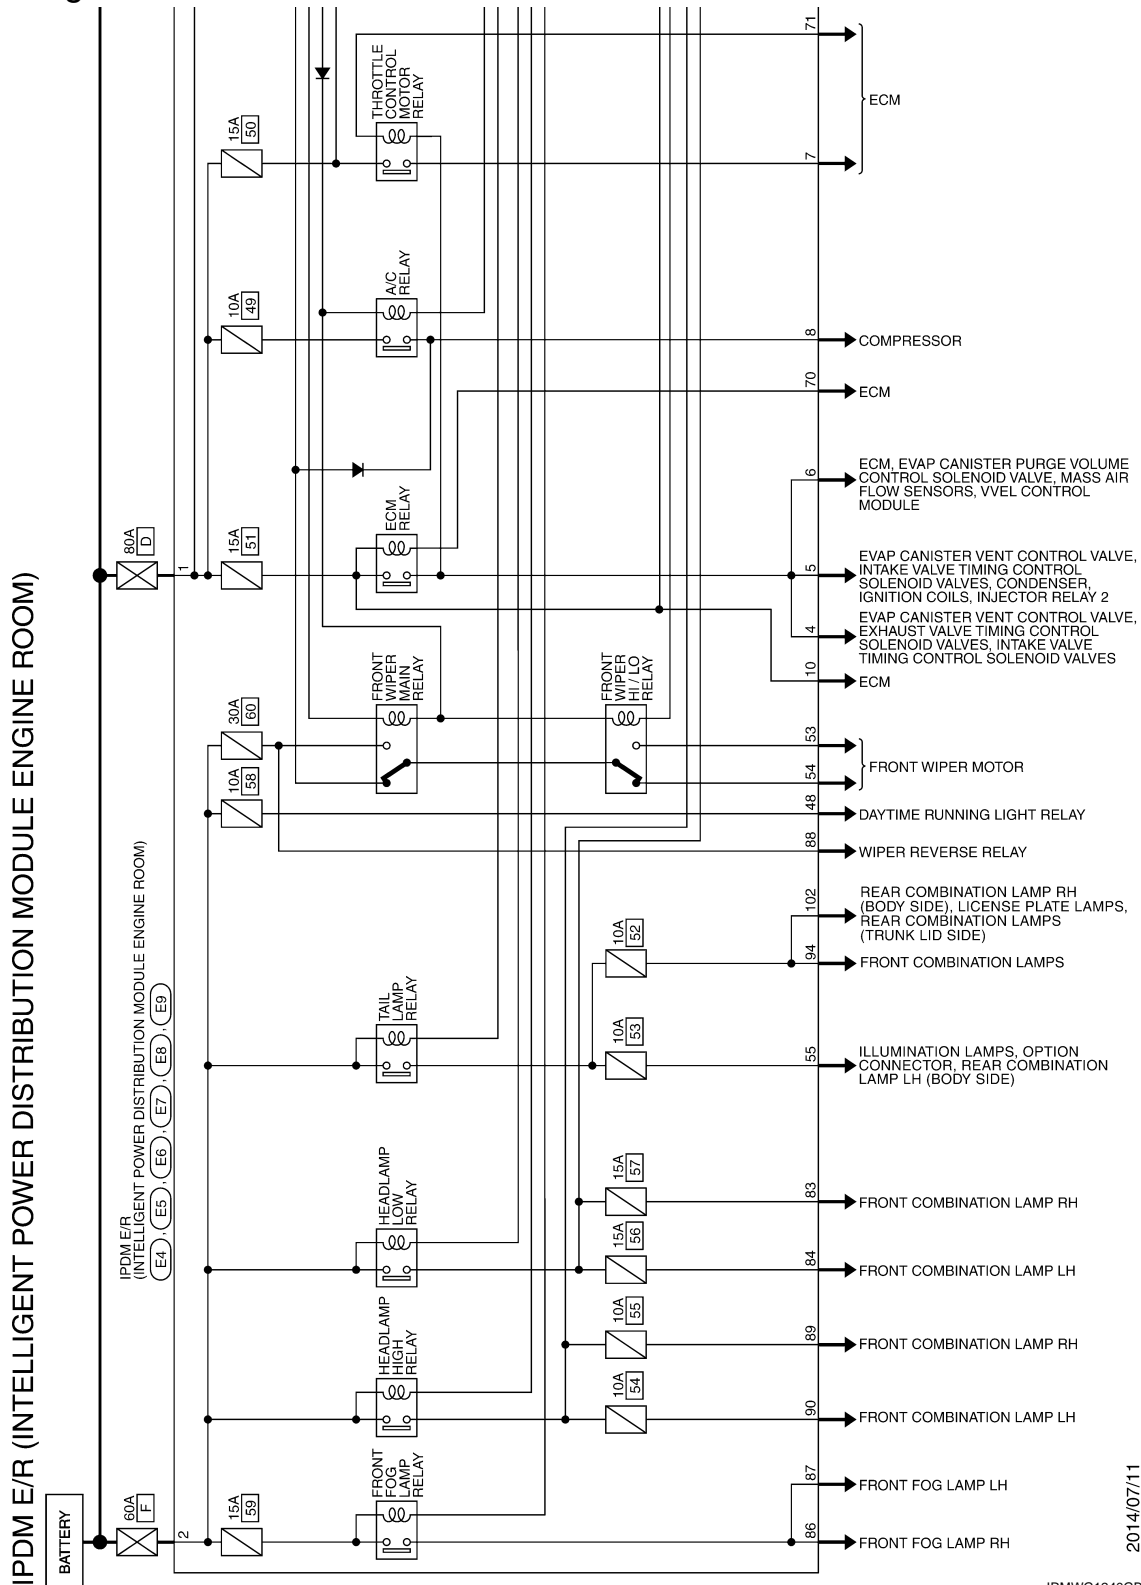 IPDM E/R (INTELLIGENT POWER DISTRIBUTION MODULE ENGINE ROOM)
BATTERY
60A
F
80A
D
2
1
IPDM E/R
(INTELLIGENT POWER DISTRIBUTION MODULE ENGINE ROOM)
E4 , E5 , E6 , E7 , E8 , E9
15A
50
THROTTLE
CONTROL
MOTOR
RELAY
71
7
ECM
10A
49
A/C
RELAY
8
COMPRESSOR
70
ECM
15A
51
ECM
RELAY
6
ECM, EVAP CANISTER PURGE VOLUME
CONTROL SOLENOID VALVE, MASS AIR
FLOW SENSORS, VVEL CONTROL
MODULE
5
EVAP CANISTER VENT CONTROL VALVE,
INTAKE VALVE TIMING CONTROL
SOLENOID VALVES, CONDENSER,
IGNITION COILS, INJECTOR RELAY 2
4
EVAP CANISTER VENT CONTROL VALVE,
EXHAUST VALVE TIMING CONTROL
SOLENOID VALVES, INTAKE VALVE
TIMING CONTROL SOLENOID VALVES
10
ECM
30A
60
FRONT
WIPER
MAIN
RELAY
FRONT
WIPER
HI / LO
RELAY
53
54
FRONT WIPER MOTOR
10A
58
48
DAYTIME RUNNING LIGHT RELAY
88
WIPER REVERSE RELAY
102
REAR COMBINATION LAMP RH
(BODY SIDE), LICENSE PLATE LAMPS,
REAR COMBINATION LAMPS
(TRUNK LID SIDE)
10A
52
94
FRONT COMBINATION LAMPS
TAIL
LAMP
RELAY
10A
53
55
ILLUMINATION LAMPS, OPTION
CONNECTOR, REAR COMBINATION
LAMP LH (BODY SIDE)
15A
57
83
FRONT COMBINATION LAMP RH
HEADLAMP
LOW
RELAY
15A
56
84
FRONT COMBINATION LAMP LH
10A
55
89
FRONT COMBINATION LAMP RH
HEADLAMP
HIGH
RELAY
10A
54
90
FRONT COMBINATION LAMP LH
87
FRONT FOG LAMP LH
15A
59
FRONT
FOG
LAMP
RELAY
86
FRONT FOG LAMP RH
2014/07/11